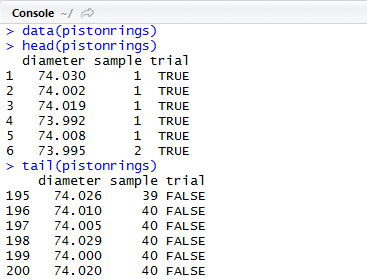 Console ~/
> data(pistonrings)
> head(pistonrings)
  diameter sample trial
1   74.030      1  TRUE
2   74.002      1  TRUE
3   74.019      1  TRUE
4   73.992      1  TRUE
5   74.008      1  TRUE
6   73.995      2  TRUE
> tail(pistonrings)
    diameter sample trial
195   74.026     39 FALSE
196   74.010     40 FALSE
197   74.005     40 FALSE
198   74.029     40 FALSE
199   74.000     40 FALSE
200   74.020     40 FALSE